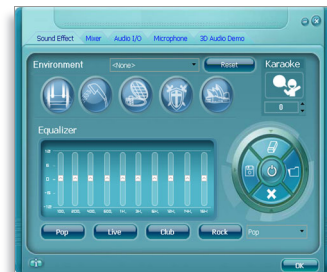 Sound Effect Mixer Audio I/O Microphone 3D Audio Demo
Environment <None> Reset Karaoke
0
Equalizer
Pop Live Club Rock Pop
OK